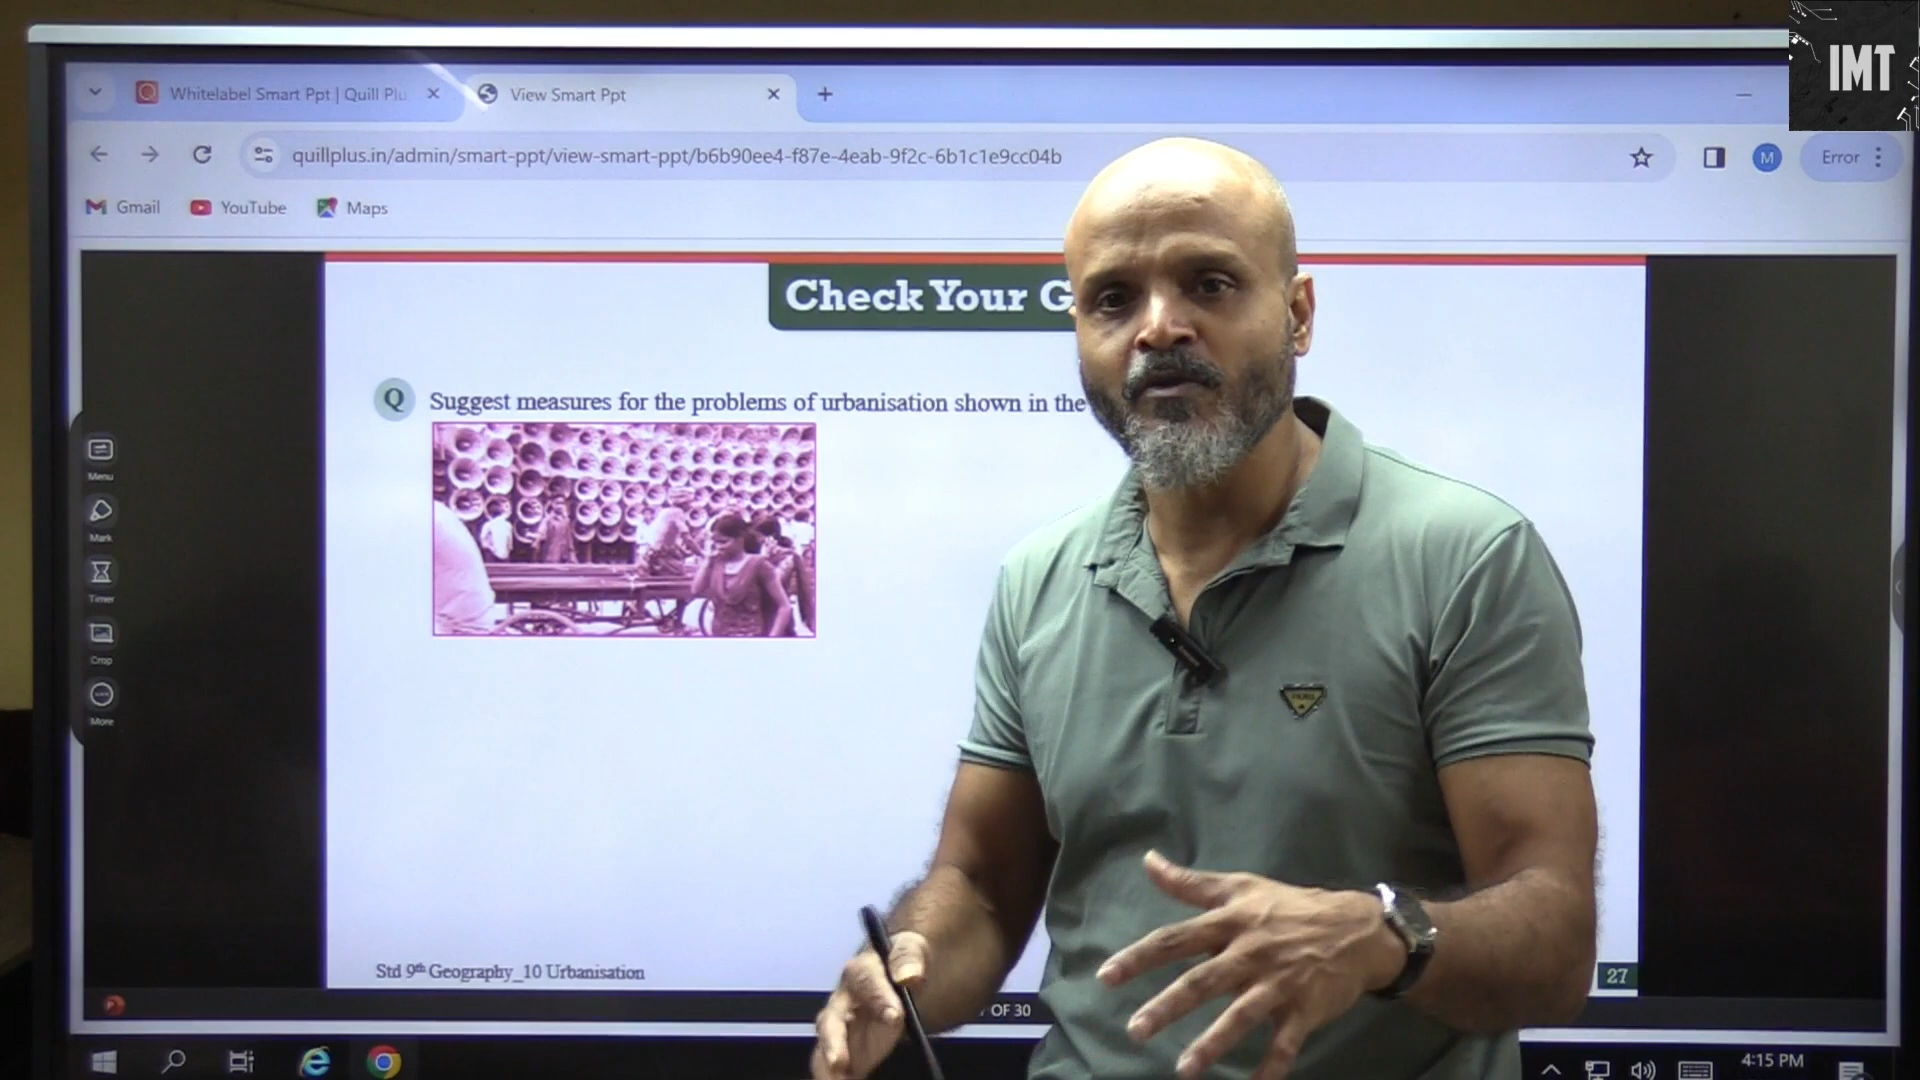 IMT
Whitelabel Smart Ppt | Quill Plu
View Smart Ppt
quillplus.in/admin/smart-ppt/view-smart-ppt/b6b90ee4-f87e-4eab-9f2c-6b1c1e9cc04b
M
Error
Gmail
YouTube
Maps
Check Your G
Q
Suggest measures for the problems of urbanisation shown in the
Menu
Mark
Timer
Crop
More
Std 9th Geography_10 Urbanisation
27
OF 30
4:15 PM